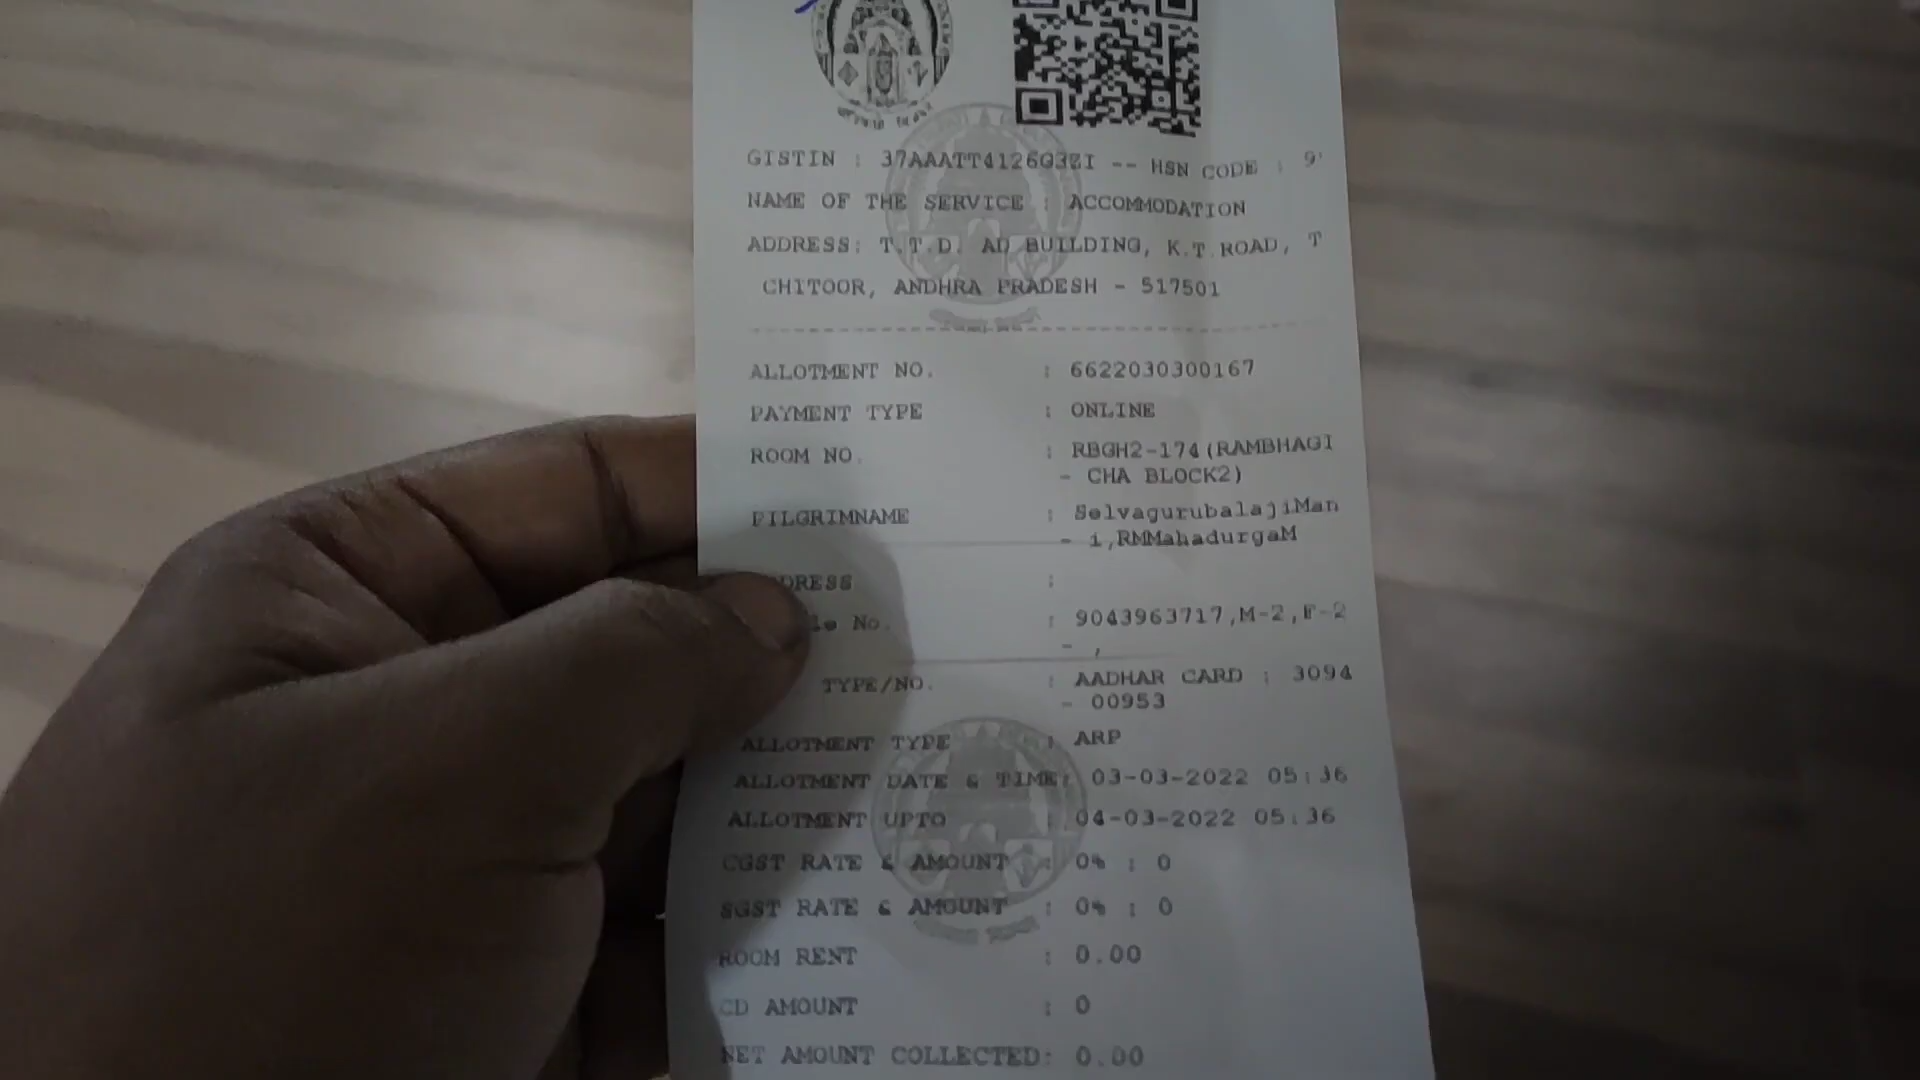 GISTIN : 37AAATT4126G3ZI -- HSN CODE : 9
NAME OF THE SERVICE : ACCOMMODATION
ADDRESS: T.T.D. AD BUILDING, K.T.ROAD, T
CHITOOR, ANDHRA PRADESH - 517501
ALLOTMENT NO. : 6622030300167
PAYMENT TYPE : ONLINE
ROOM NO. : RBGH2-174(RAMBHAGI
- CHA BLOCK2)
PILGRIMNAME : SelvagurubalajiMan
- i,RMMahadurgaM
DRESS :
le No. : 9043963717,M-2,F-2
- ,
TYPE/NO. : AADHAR CARD : 3094
- 00953
ALLOTMENT TYPE : ARP
ALLOTMENT DATE & TIME: 03-03-2022 05:36
ALLOTMENT UPTO : 04-03-2022 05:36
CGST RATE & AMOUNT : 0% : 0
SGST RATE & AMOUNT : 0% : 0
ROOM RENT : 0.00
CD AMOUNT : 0
NET AMOUNT COLLECTED: 0.00